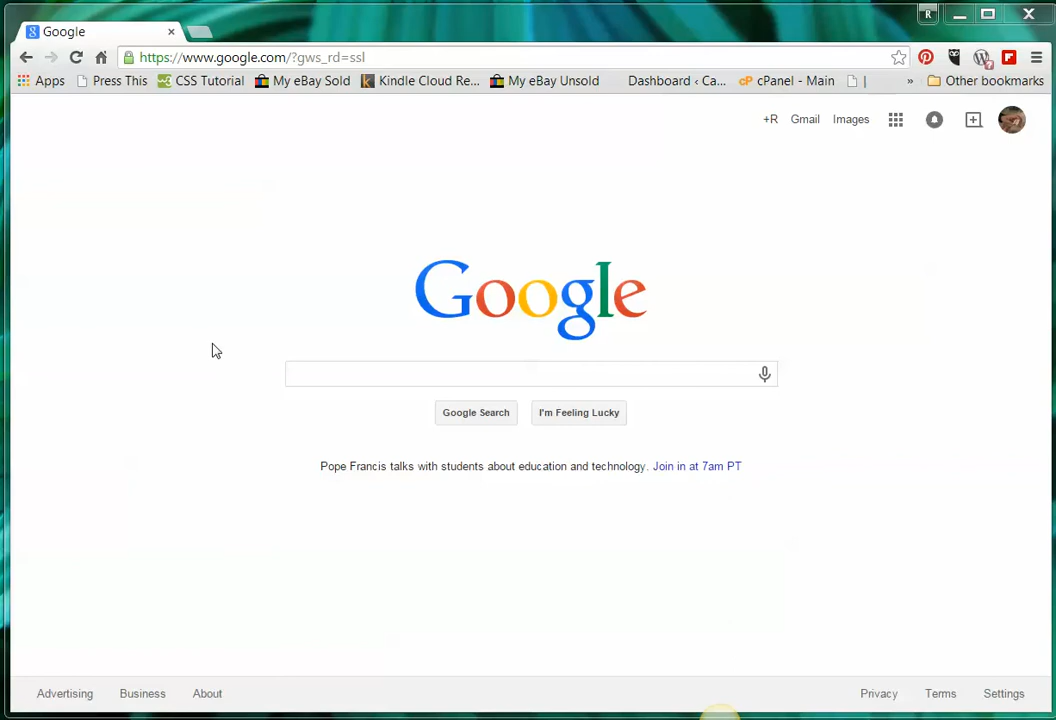 R
Google
https://www.google.com/?gws_rd=ssl
Apps Press This CSS Tutorial My eBay Sold Kindle Cloud Re... My eBay Unsold Dashboard ‹ Ca... cPanel - Main | » Other bookmarks
+R Gmail Images
Google
Google Search I'm Feeling Lucky
Pope Francis talks with students about education and technology. Join in at 7am PT
Advertising Business About Privacy Terms Settings